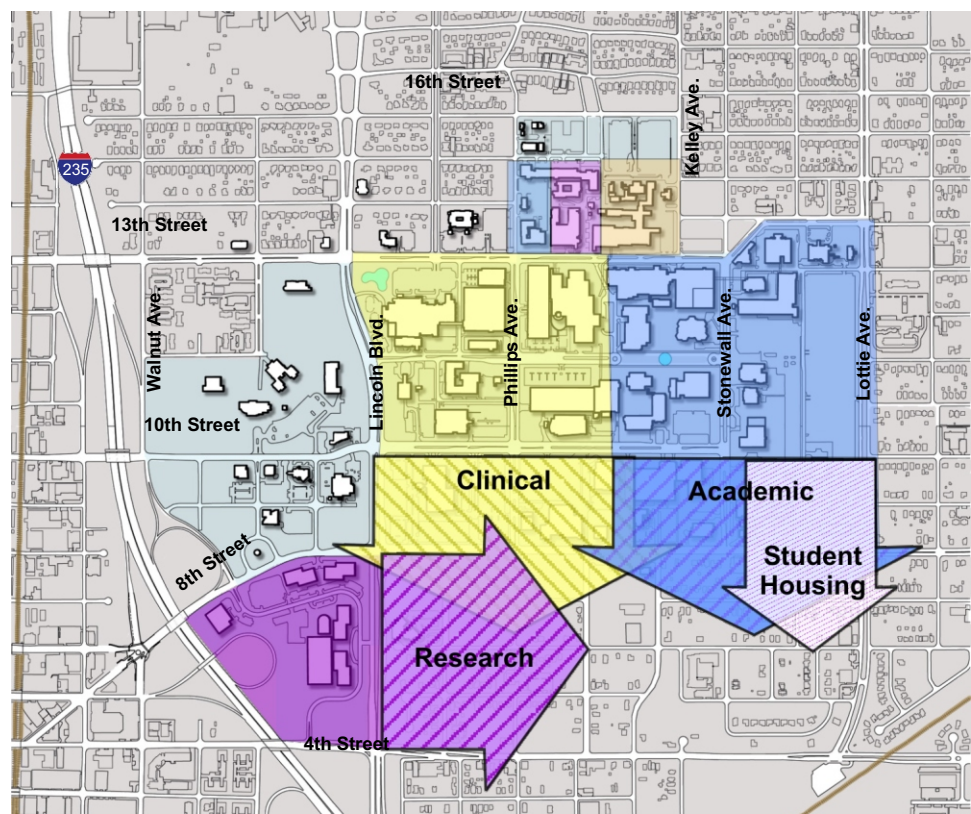 16th Street
Kelley Ave.
235
13th Street
Walnut Ave.
Lincoln Blvd.
Phillips Ave.
Stonewall Ave.
Lottie Ave.
10th Street
Clinical
Academic
8th Street
Student
Housing
Research
4th Street